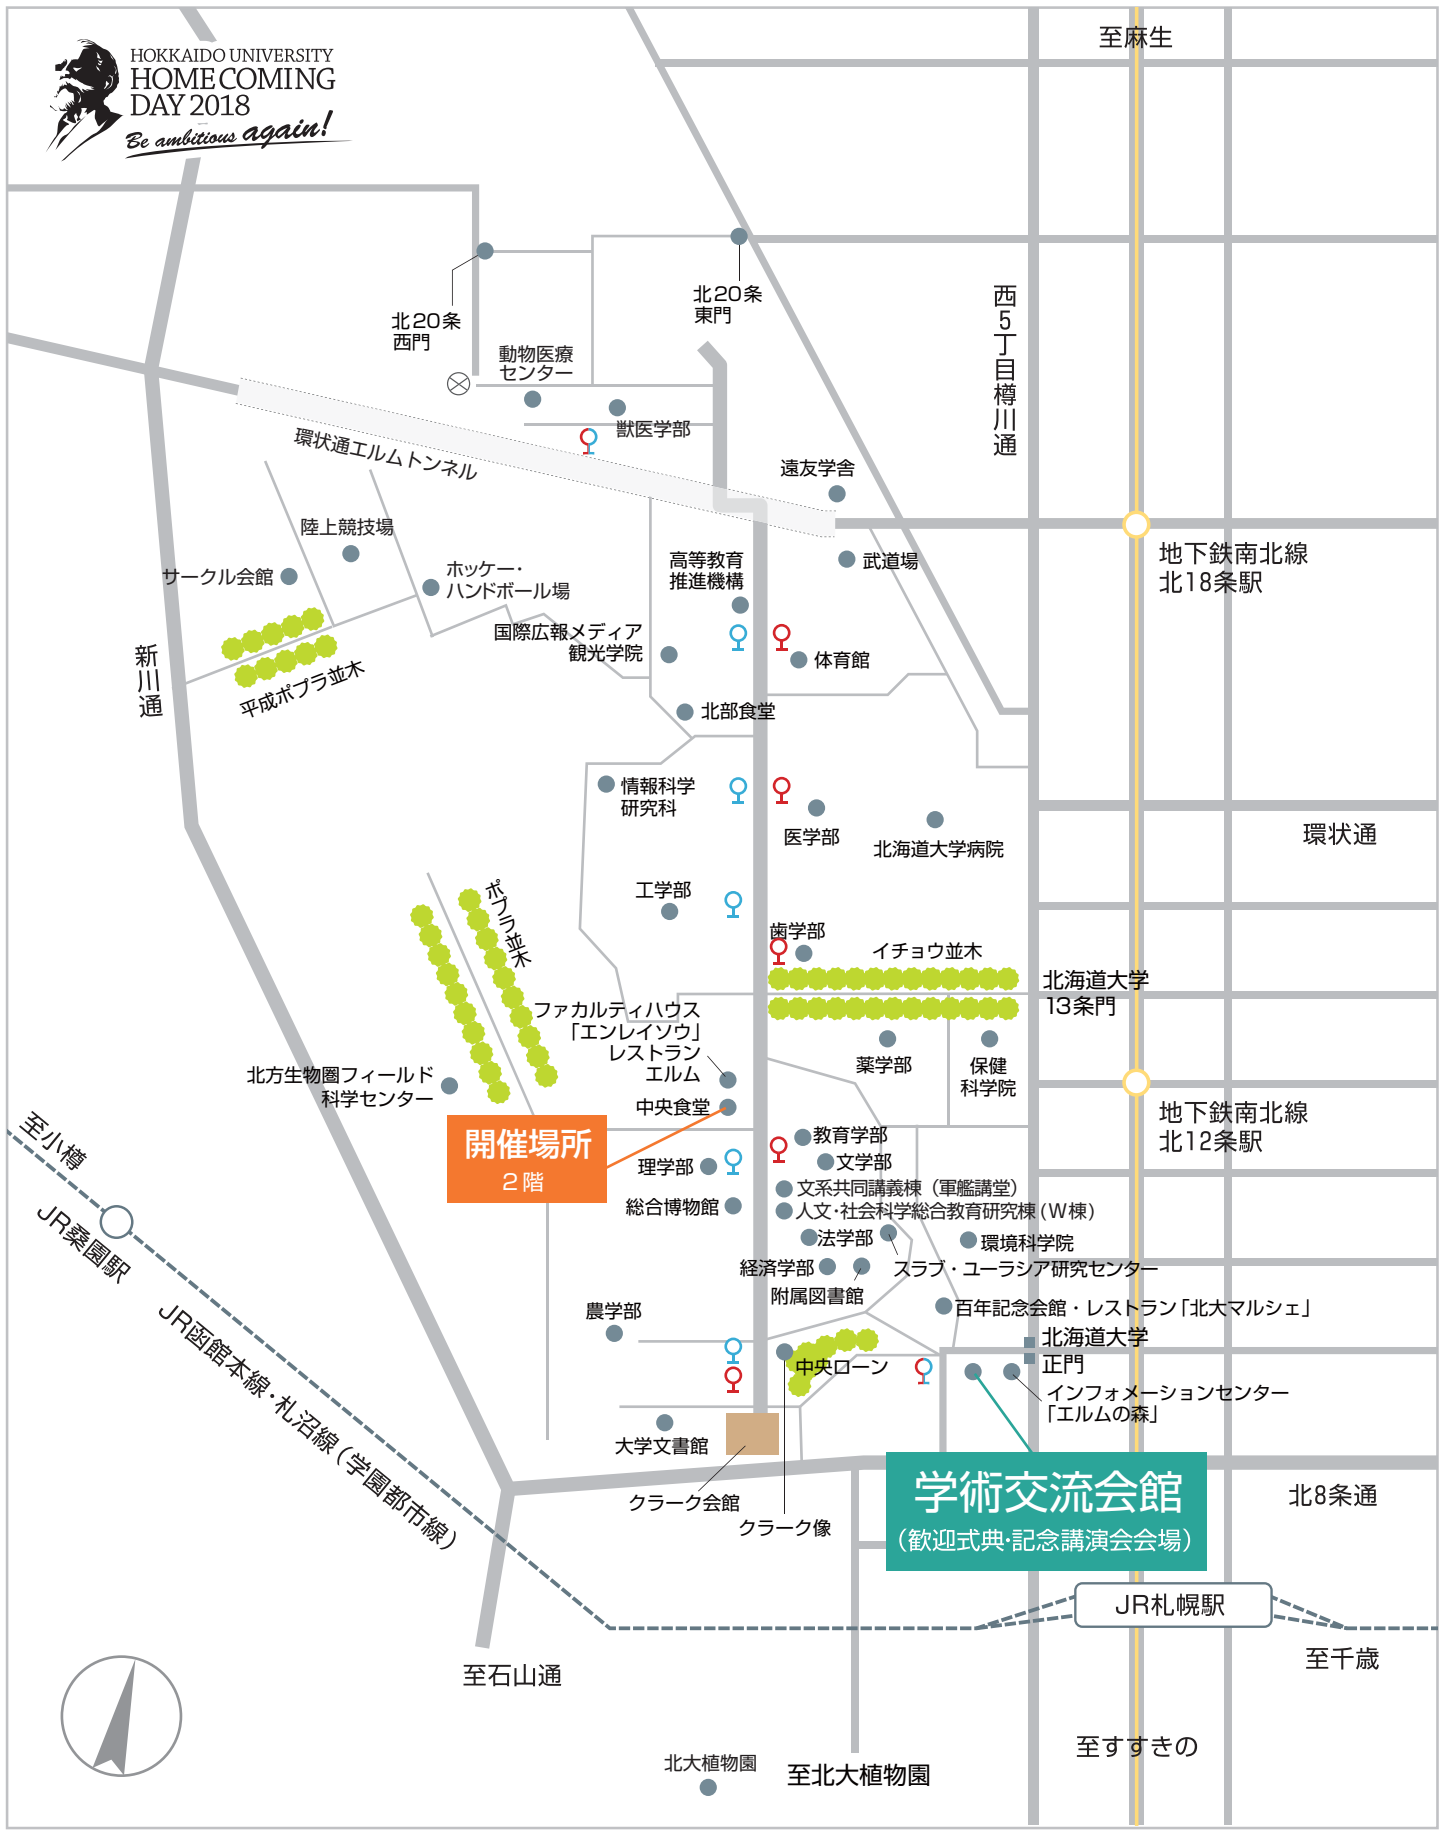 HOKKAIDO UNIVERSITY
HOME COMING
DAY 2018
Be ambitious again!
至麻生
北20条
西門
北20条
東門
西5丁目樽川通
動物医療
センター
獣医学部
環状通エルムトンネル
遠友学舎
陸上競技場
サークル会館
ホッケー・
ハンドボール場
高等教育
推進機構
武道場
地下鉄南北線
北18条駅
国際広報メディア
観光学院
体育館
新川通
平成ポプラ並木
北部食堂
情報科学
研究科
医学部
北海道大学病院
環状通
工学部
ポプラ並木
歯学部
イチョウ並木
北海道大学
13条門
ファカルティハウス
「エンレイソウ」
レストラン
エルム
薬学部
保健
科学院
北方生物圏フィールド
科学センター
中央食堂
開催場所
2階
地下鉄南北線
北12条駅
教育学部
文学部
理学部
文系共同講義棟（軍艦講堂）
総合博物館
人文・社会科学総合教育研究棟（W棟）
法学部
環境科学院
経済学部
スラブ・ユーラシア研究センター
附属図書館
至小樽
JR桑園駅
JR函館本線・札沼線（学園都市線）
農学部
百年記念会館・レストラン「北大マルシェ」
北海道大学
正門
中央ローン
インフォメーションセンター
「エルムの森」
大学文書館
クラーク会館
クラーク像
学術交流会館
（歓迎式典・記念講演会会場）
北8条通
JR札幌駅
至千歳
至石山通
至すすきの
北大植物園
至北大植物園